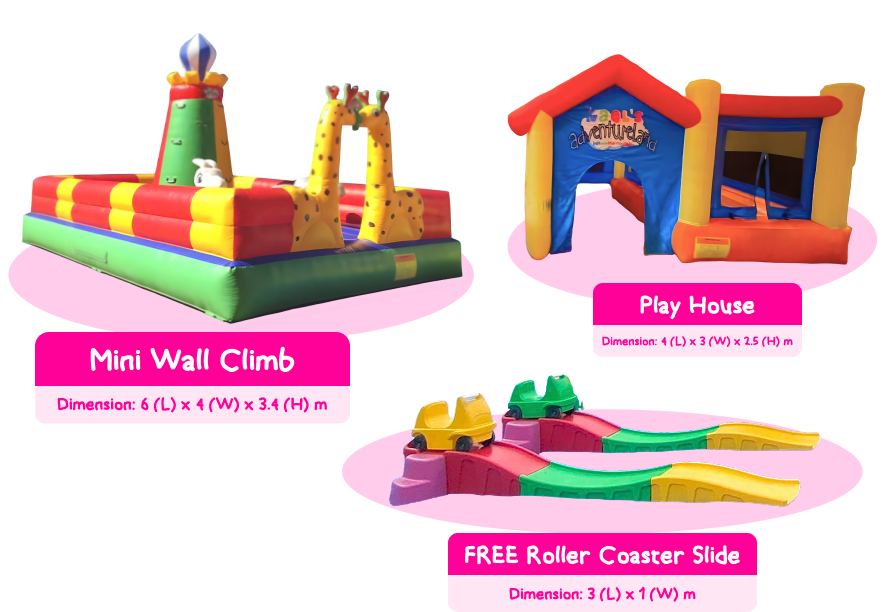 adventureland
Play House
Dimension: 4 (L) x 3 (W) x 2.5 (H) m
Mini Wall Climb
Dimension: 6 (L) x 4 (W) x 3.4 (H) m
FREE Roller Coaster Slide
Dimension: 3 (L) x 1 (W) m